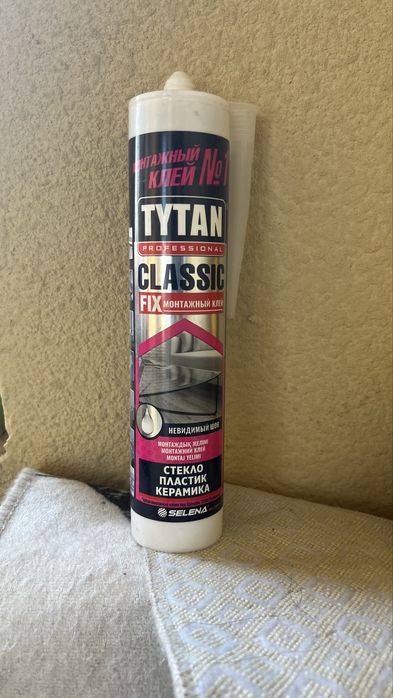 МОНТАЖНЫЙ
КЛЕЙ №1
TYTAN
PROFESSIONAL
CLASSIC
FIX МОНТАЖНЫЙ КЛЕЙ
НЕВИДИМЫЙ ШОВ
МОНТАЖДЫҚ ЖЕЛІМІ
МОНТАЖНИЙ КЛЕЙ
MONTAJ YELIMI
СТЕКЛО
ПЛАСТИК
КЕРАМИКА
SELENA